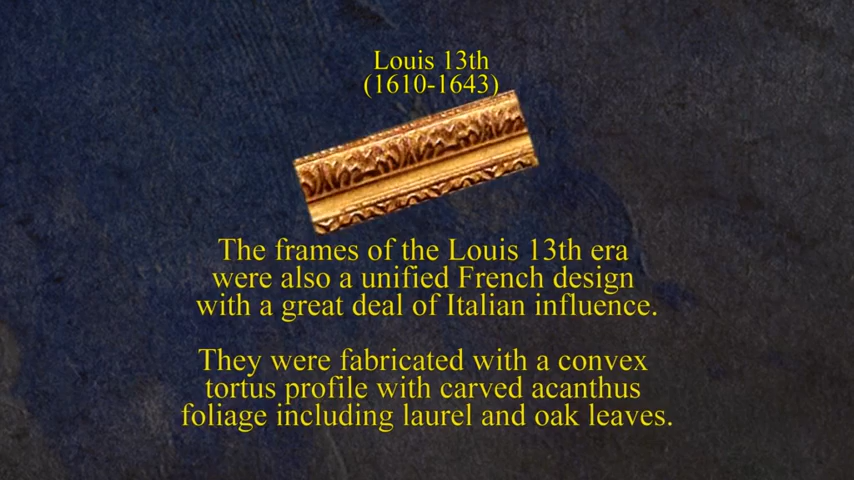 Louis 13th
(1610-1643)
The frames of the Louis 13th era
were also a unified French design
with a great deal of Italian influence.
They were fabricated with a convex
tortus profile with carved acanthus
foliage including laurel and oak leaves.